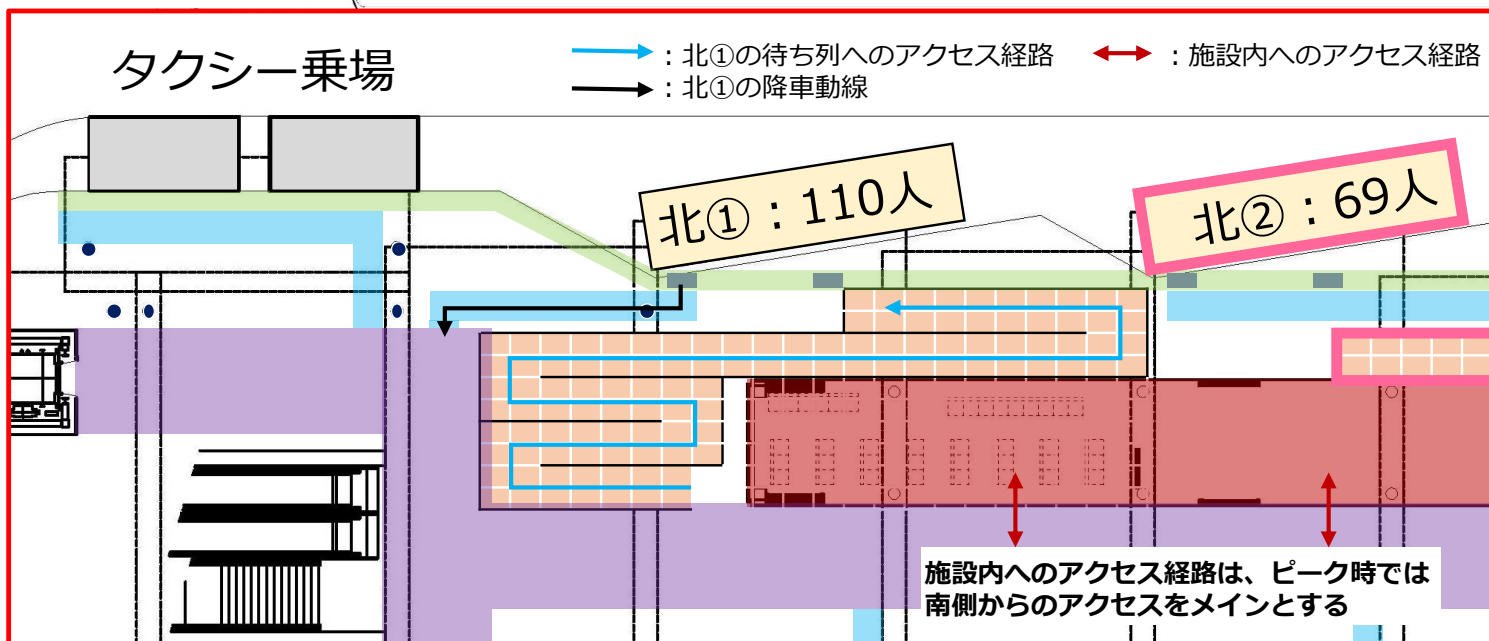 タクシー乗場
：北①の待ち列へのアクセス経路
：施設内へのアクセス経路
：北①の降車動線
北①：110人
北②：69人
施設内へのアクセス経路は、ピーク時では
南側からのアクセスをメインとする